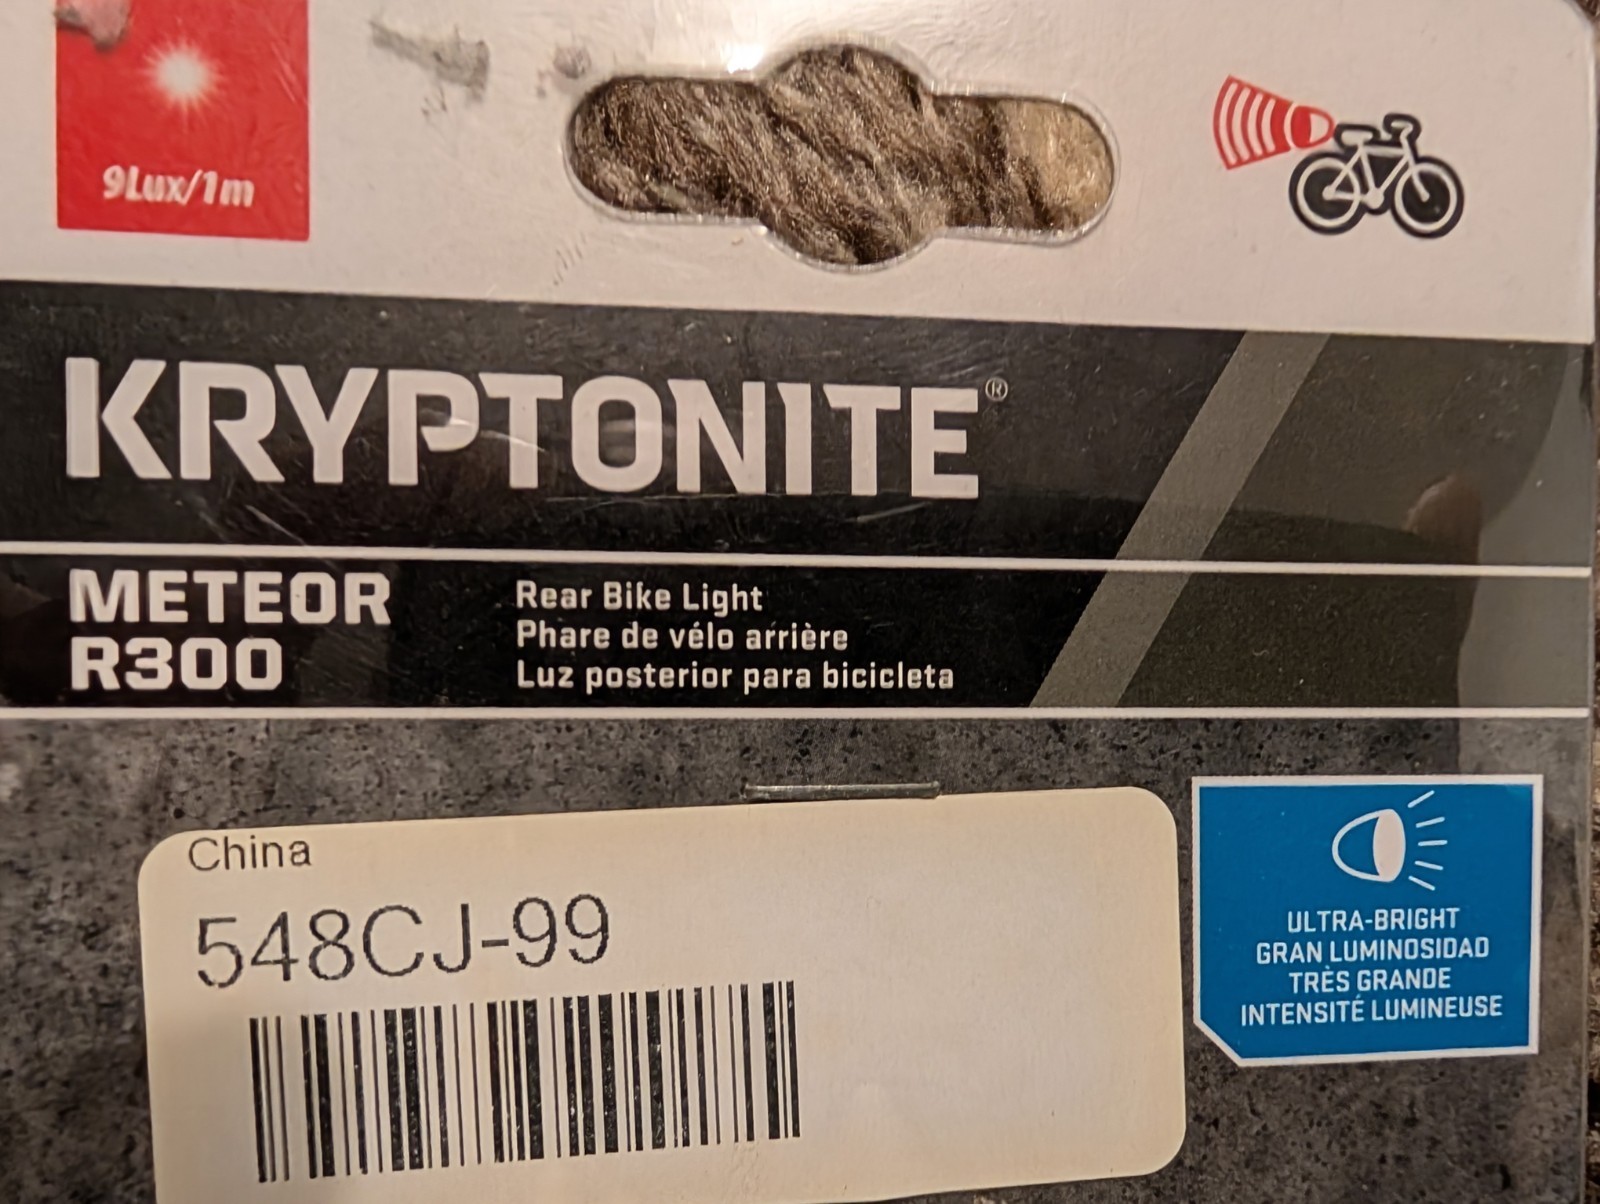 9Lux/1m
KRYPTONITE®
METEOR
R300
Rear Bike Light
Phare de vélo arrière
Luz posterior para bicicleta
China
548CJ-99
ULTRA-BRIGHT
GRAN LUMINOSIDAD
TRÈS GRANDE
INTENSITÉ LUMINEUSE